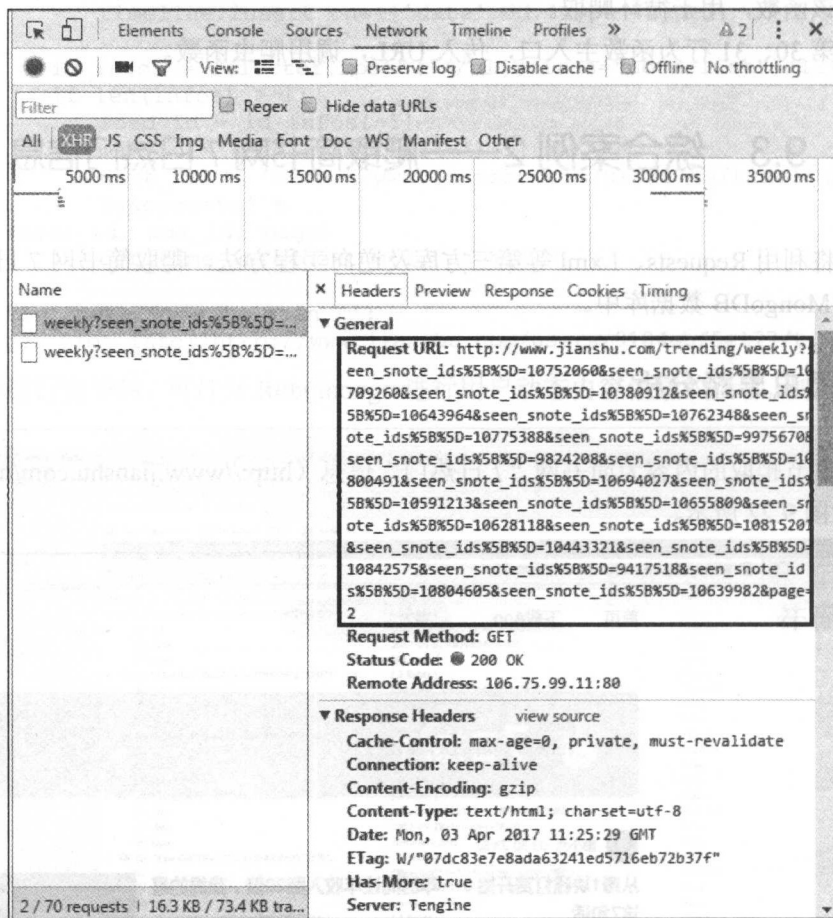 Elements Console Sources Network Timeline Profiles » 2
View: Preserve log Disable cache Offline No throttling
Filter Regex Hide data URLs
All XHR JS CSS Img Media Font Doc WS Manifest Other
5000 ms 10000 ms 15000 ms 20000 ms 25000 ms 30000 ms 35000 ms
Name
× Headers Preview Response Cookies Timing
weekly?seen_snote_ids%5B%5D=...
weekly?seen_snote_ids%5B%5D=...
▼ General
Request URL: http://www.jianshu.com/trending/weekly?s
een_snote_ids%5B%5D=10752060&seen_snote_ids%5B%5D=10
709260&seen_snote_ids%5B%5D=10380912&seen_snote_ids%
5B%5D=10643964&seen_snote_ids%5B%5D=10762348&seen_sn
ote_ids%5B%5D=10775388&seen_snote_ids%5B%5D=9975670&
seen_snote_ids%5B%5D=9824208&seen_snote_ids%5B%5D=10
800491&seen_snote_ids%5B%5D=10694027&seen_snote_ids%
5B%5D=10591213&seen_snote_ids%5B%5D=10655809&seen_sn
ote_ids%5B%5D=10628118&seen_snote_ids%5B%5D=10815201
&seen_snote_ids%5B%5D=10443321&seen_snote_ids%5B%5D=
10842575&seen_snote_ids%5B%5D=9417518&seen_snote_id
s%5B%5D=10804605&seen_snote_ids%5B%5D=10639982&page=
2
Request Method: GET
Status Code: 200 OK
Remote Address: 106.75.99.11:80
▼ Response Headers view source
Cache-Control: max-age=0, private, must-revalidate
Connection: keep-alive
Content-Encoding: gzip
Content-Type: text/html; charset=utf-8
Date: Mon, 03 Apr 2017 11:25:29 GMT
ETag: W/"07dc83e7e8ada63241ed5716eb72b37f"
Has-More: true
Server: Tengine
2 / 70 requests | 16.3 KB / 73.4 KB tra...